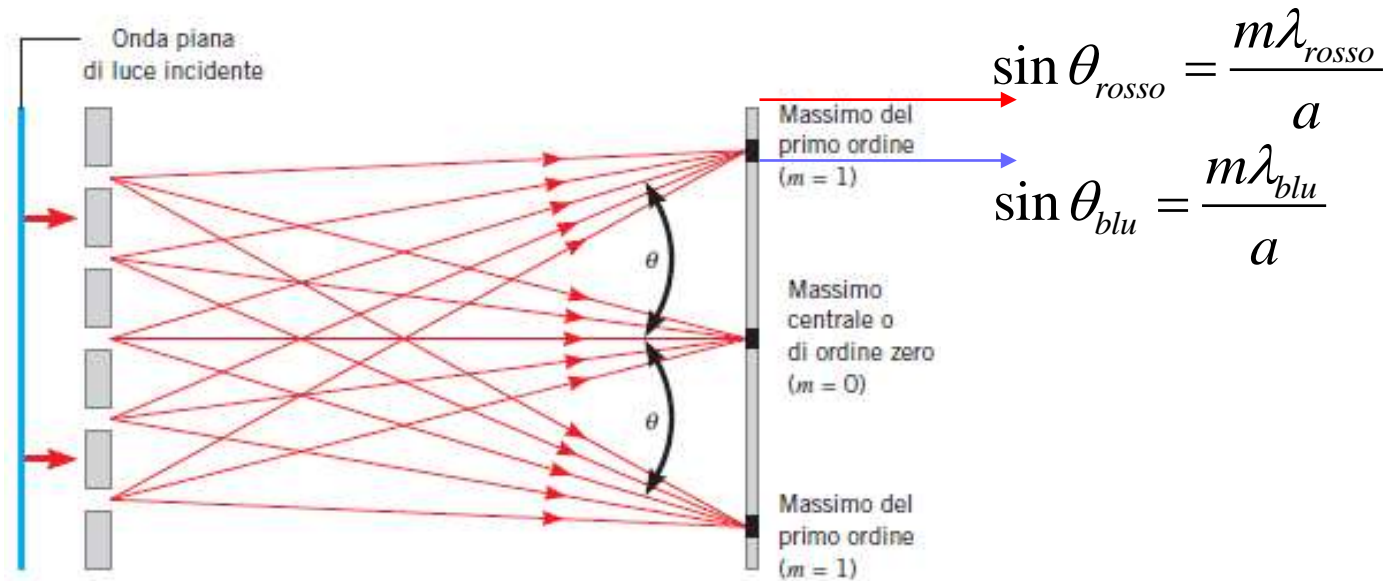 Onda piana
di luce incidente
sin θ_rosso = mλ_rosso / a
Massimo del
primo ordine
(m = 1)
sin θ_blu = mλ_blu / a
θ
Massimo
centrale o
di ordine zero
(m = 0)
θ
Massimo del
primo ordine
(m = 1)